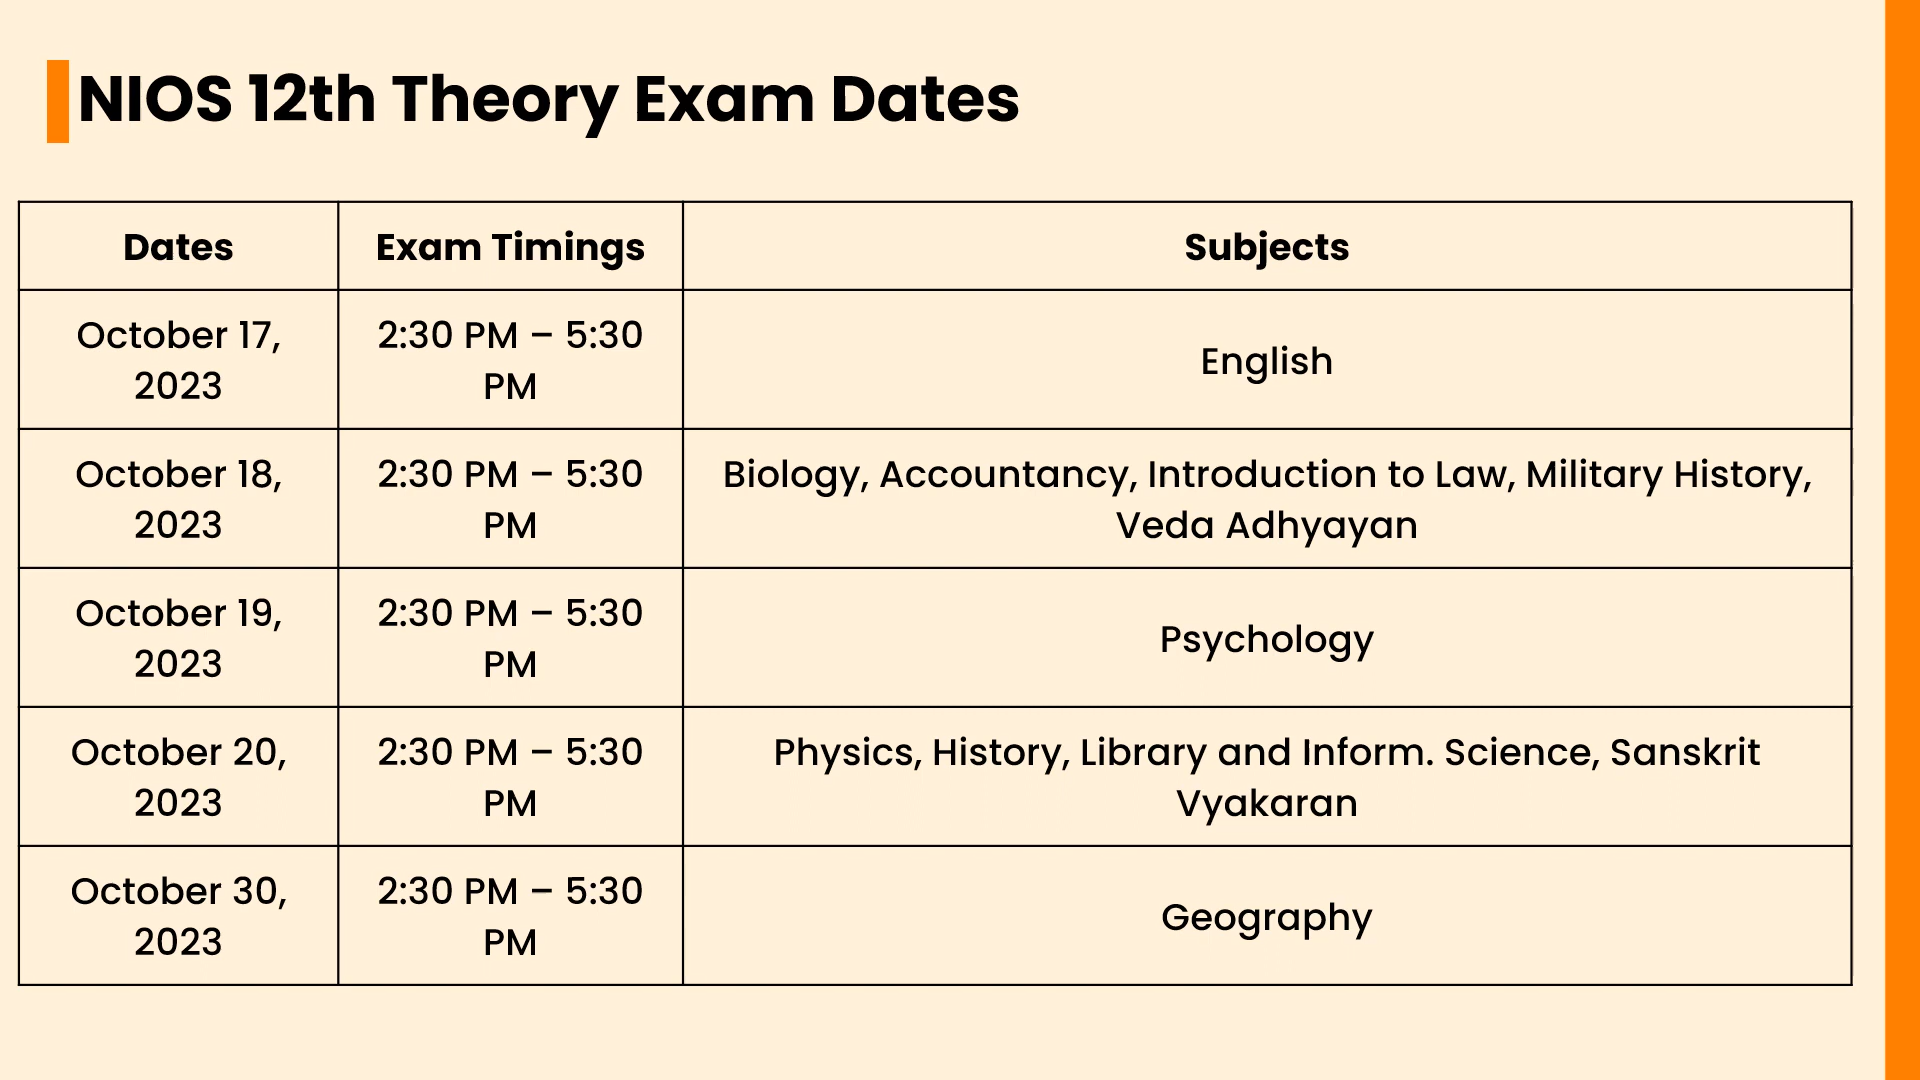 NIOS 12th Theory Exam Dates
Dates
Exam Timings
Subjects
October 17,
2023
2:30 PM – 5:30
PM
English
October 18,
2023
2:30 PM – 5:30
PM
Biology, Accountancy, Introduction to Law, Military History,
Veda Adhyayan
October 19,
2023
2:30 PM – 5:30
PM
Psychology
October 20,
2023
2:30 PM – 5:30
PM
Physics, History, Library and Inform. Science, Sanskrit
Vyakaran
October 30,
2023
2:30 PM – 5:30
PM
Geography